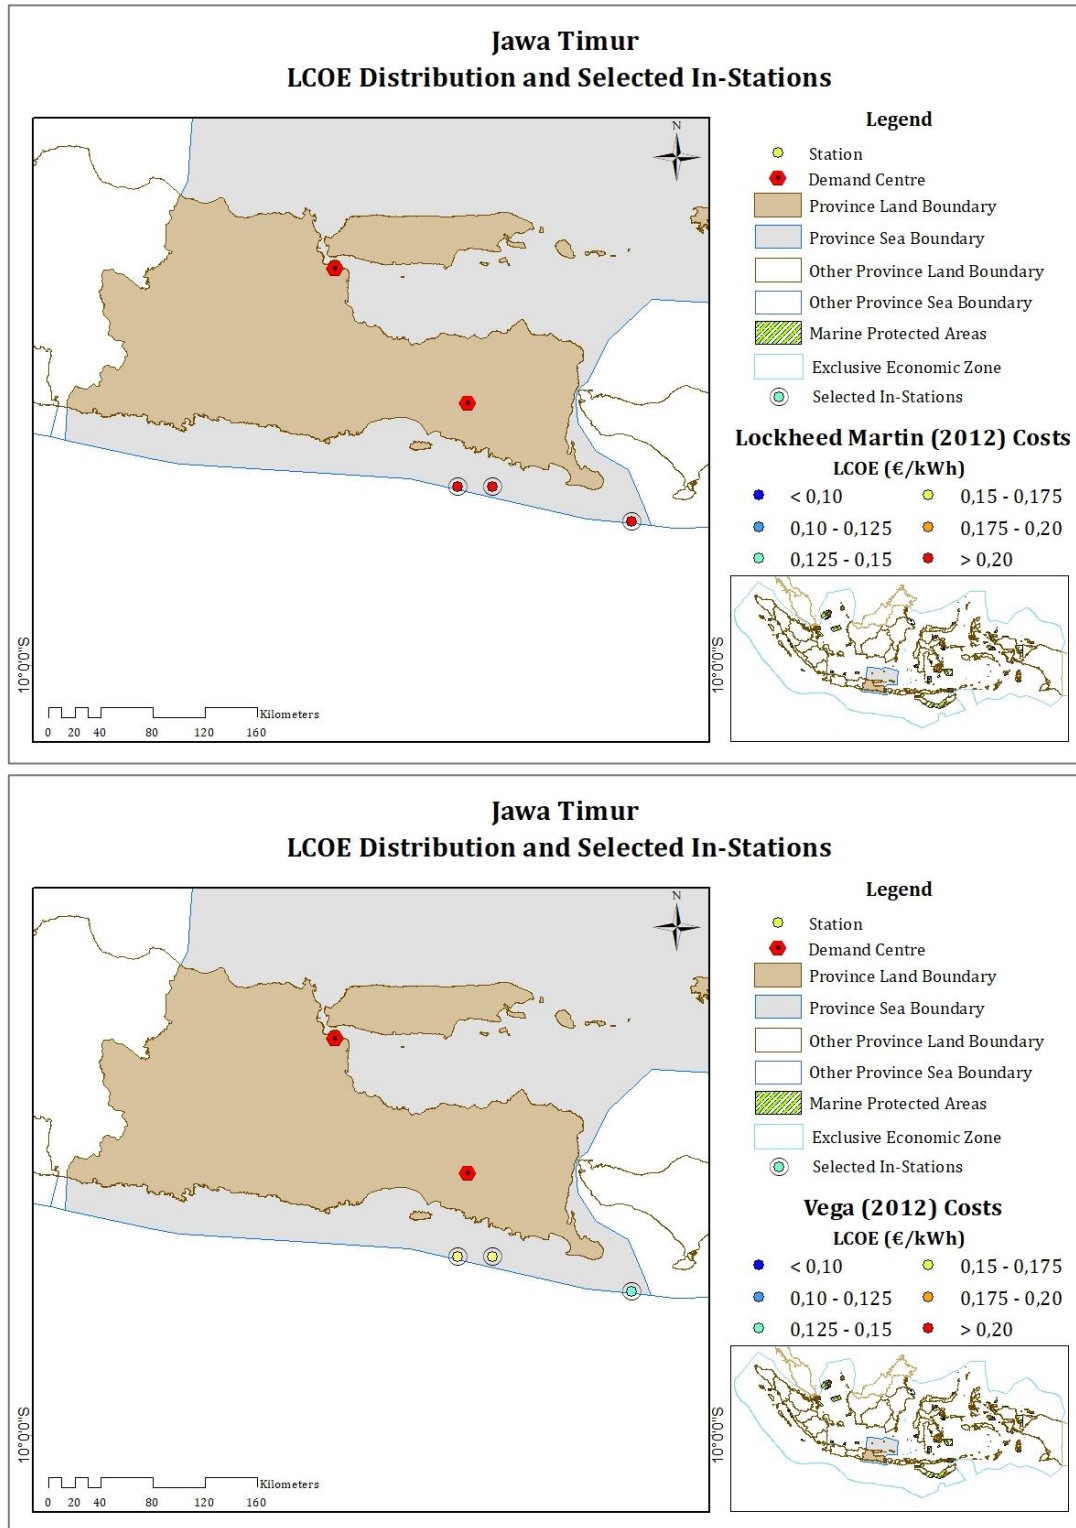 Jawa Timur
LCOE Distribution and Selected In-Stations
N
10°0'0"S
Kilometers
0 20 40 80 120 160
Legend
Station
Demand Centre
Province Land Boundary
Province Sea Boundary
Other Province Land Boundary
Other Province Sea Boundary
Marine Protected Areas
Exclusive Economic Zone
Selected In-Stations
Lockheed Martin (2012) Costs
LCOE (€/kWh)
< 0,10 0,15 - 0,175
0,10 - 0,125 0,175 - 0,20
0,125 - 0,15 > 0,20
10°0'0"S
Jawa Timur
LCOE Distribution and Selected In-Stations
N
10°0'0"S
Kilometers
0 20 40 80 120 160
Legend
Station
Demand Centre
Province Land Boundary
Province Sea Boundary
Other Province Land Boundary
Other Province Sea Boundary
Marine Protected Areas
Exclusive Economic Zone
Selected In-Stations
Vega (2012) Costs
LCOE (€/kWh)
< 0,10 0,15 - 0,175
0,10 - 0,125 0,175 - 0,20
0,125 - 0,15 > 0,20
10°0'0"S